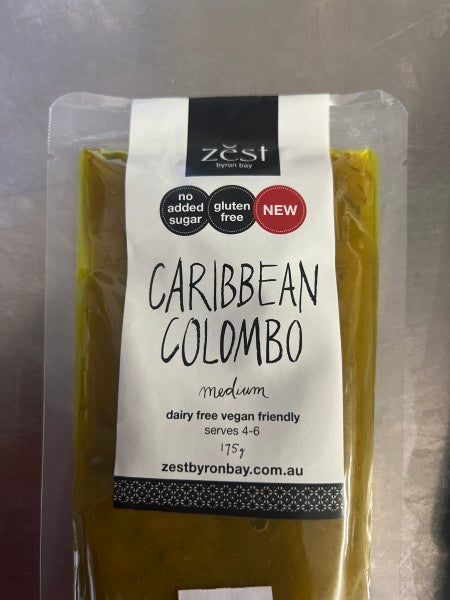 zest
byron bay
no added sugar
gluten free
NEW
CARIBBEAN
COLOMBO
medium
dairy free vegan friendly
serves 4-6
175g
zestbyronbay.com.au